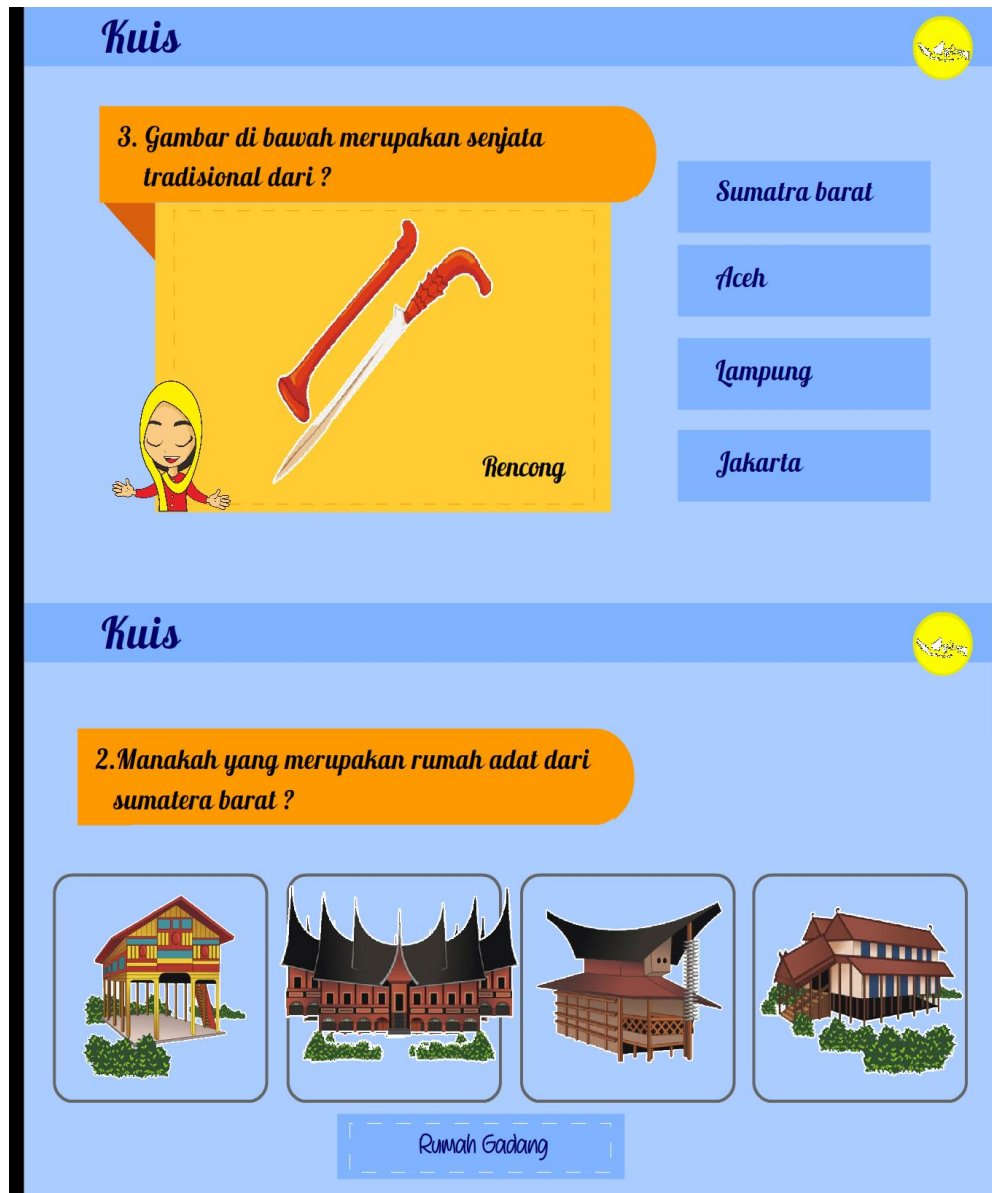 Kuis
3. Gambar di bawah merupakan senjata
tradisional dari ?
Sumatra barat
Aceh
Lampung
Jakarta
Rencong
Kuis
2.Manakah yang merupakan rumah adat dari
sumatera barat ?
Rumah Gadang